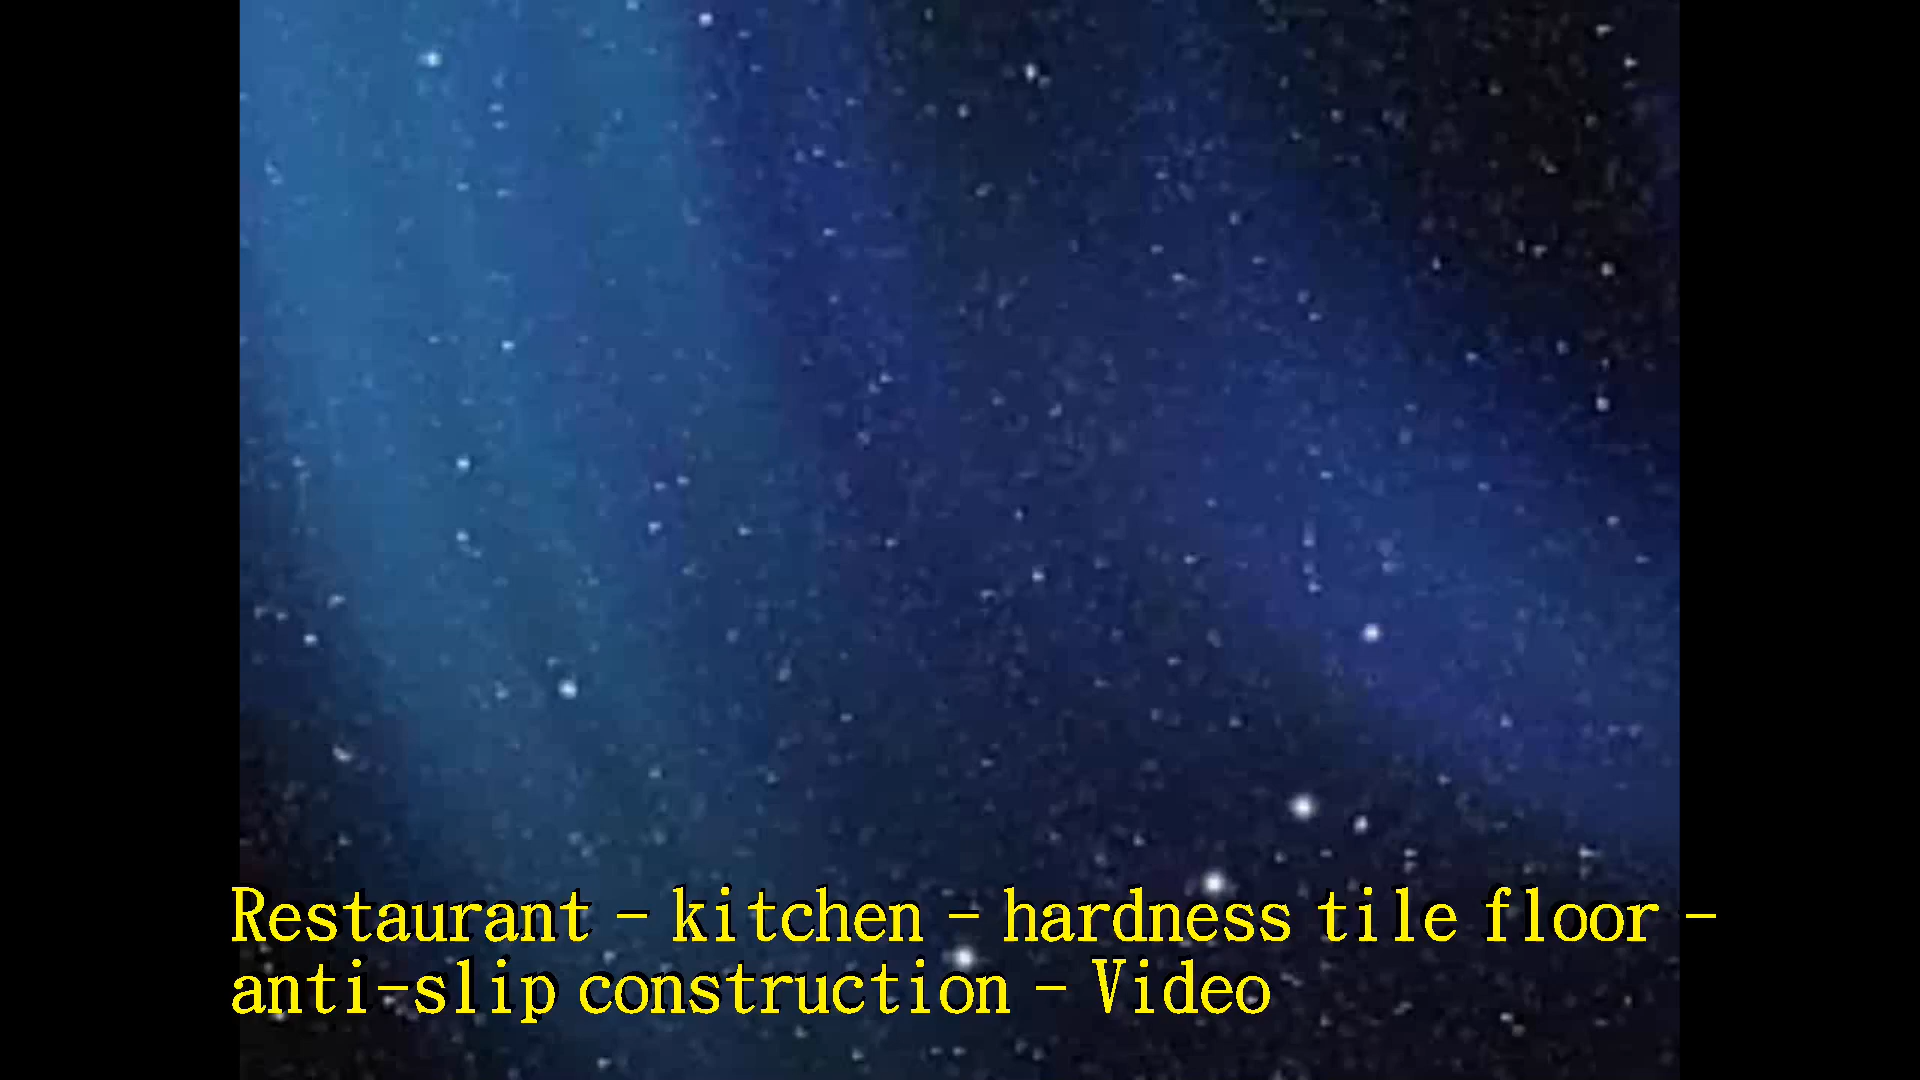 Restaurant - kitchen - hardness tile floor -
anti-slip construction - Video